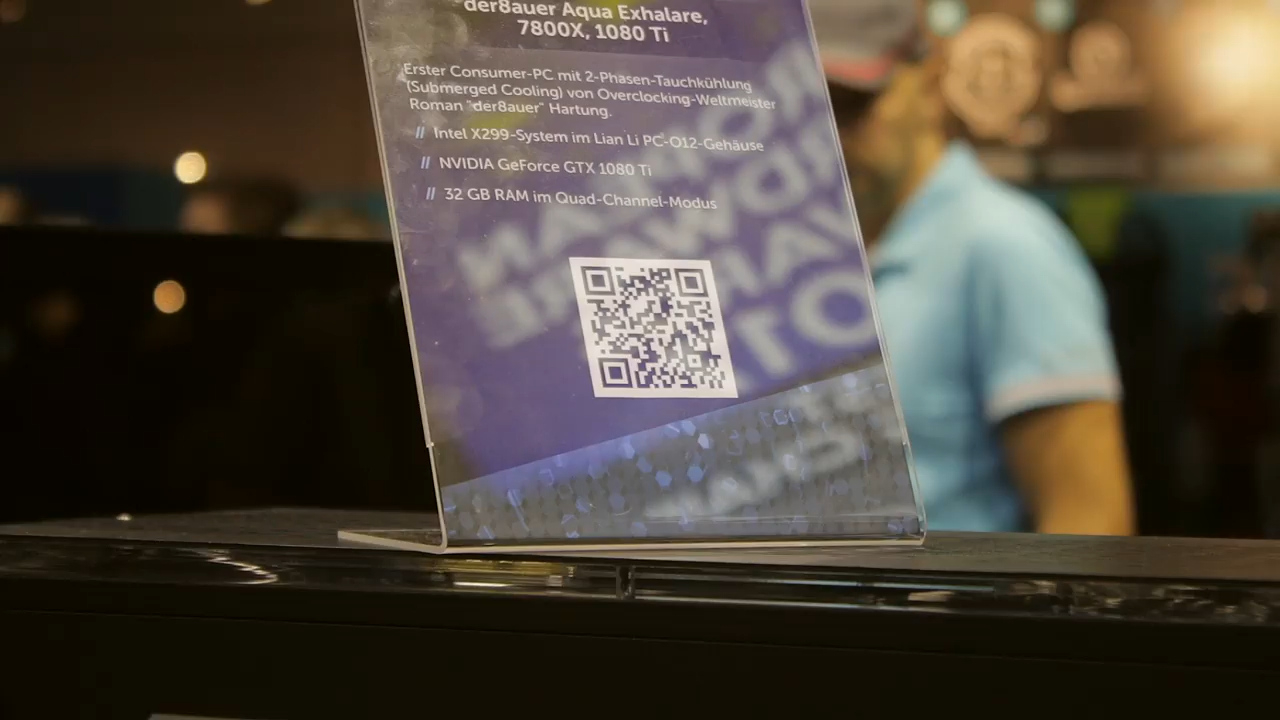 "der8auer Aqua Exhalare,
7800X, 1080 Ti
Erster Consumer-PC mit 2-Phasen-Tauchkühlung
(Submerged Cooling) von Overclocking-Weltmeister
Roman "der8auer" Hartung.
// Intel X299-System im Lian Li PC-O12-Gehäuse
// NVIDIA GeForce GTX 1080 Ti
// 32 GB RAM im Quad-Channel-Modus